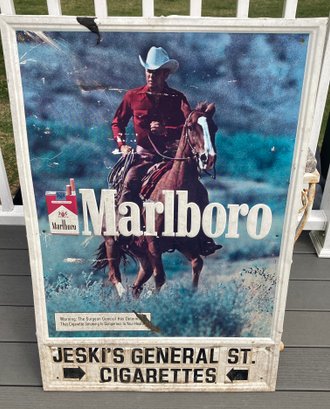 Marlboro
Marlboro
Warning: The Surgeon General Has Determined
That Cigarette Smoking Is Dangerous to Your Health.
JESKI'S GENERAL ST.
CIGARETTES